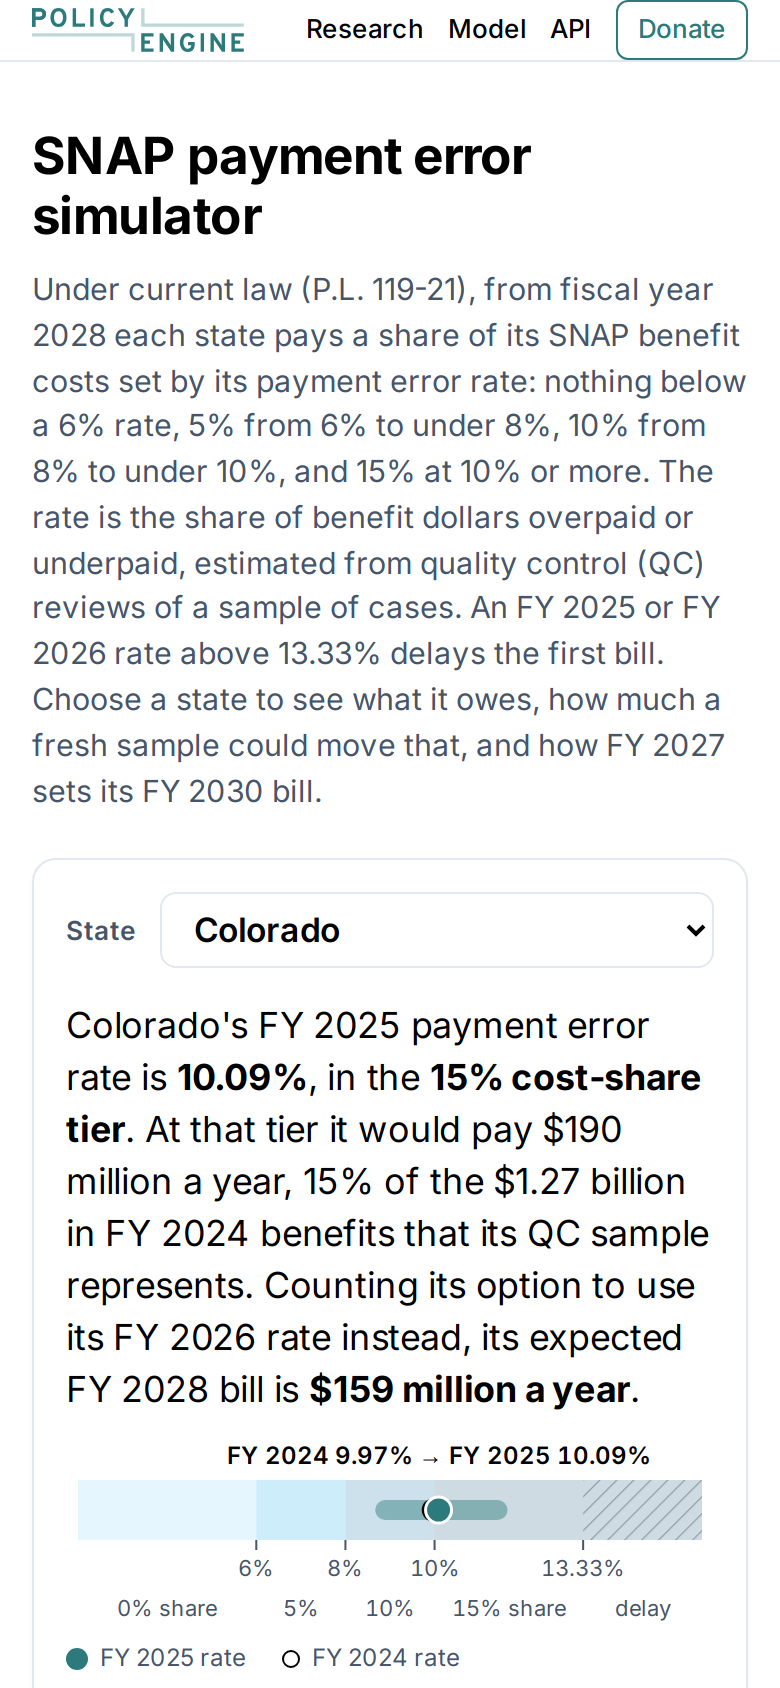 POLICY ENGINE
Research Model API Donate
SNAP payment error
simulator
Under current law (P.L. 119-21), from fiscal year
2028 each state pays a share of its SNAP benefit
costs set by its payment error rate: nothing below
a 6% rate, 5% from 6% to under 8%, 10% from
8% to under 10%, and 15% at 10% or more. The
rate is the share of benefit dollars overpaid or
underpaid, estimated from quality control (QC)
reviews of a sample of cases. An FY 2025 or FY
2026 rate above 13.33% delays the first bill.
Choose a state to see what it owes, how much a
fresh sample could move that, and how FY 2027
sets its FY 2030 bill.
State Colorado
Colorado's FY 2025 payment error
rate is 10.09%, in the 15% cost-share
tier. At that tier it would pay $190
million a year, 15% of the $1.27 billion
in FY 2024 benefits that its QC sample
represents. Counting its option to use
its FY 2026 rate instead, its expected
FY 2028 bill is $159 million a year.
FY 2024 9.97% → FY 2025 10.09%
6% 8% 10% 13.33%
0% share 5% 10% 15% share delay
FY 2025 rate FY 2024 rate